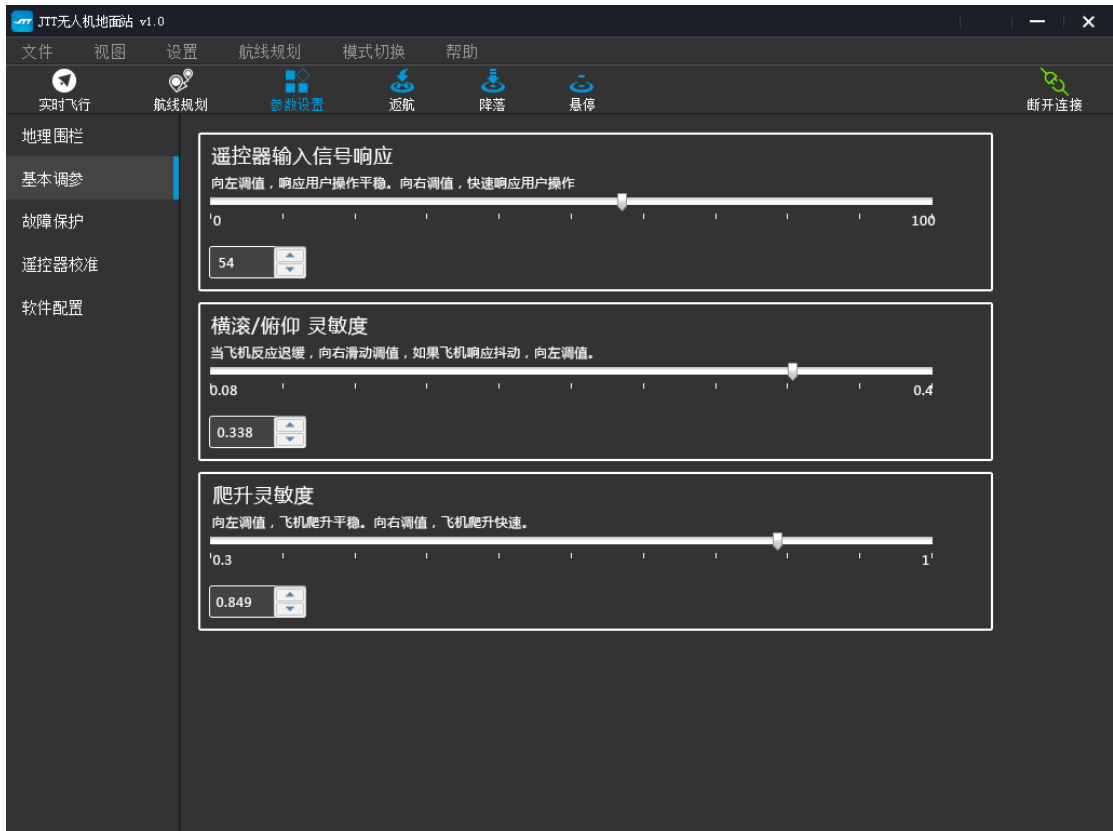 JTT无人机地面站 v1.0
文件 视图 设置 航线规划 模式切换 帮助
实时飞行 航线规划 参数设置 返航 降落 悬停 断开连接
地理围栏
基本调参
故障保护
遥控器校准
软件配置
遥控器输入信号响应
向左调值，响应用户操作平稳。向右调值，快速响应用户操作
0 100
54
横滚/俯仰 灵敏度
当飞机反应迟缓，向右滑动调值，如果飞机响应抖动，向左调值。
0.08 0.4
0.338
爬升灵敏度
向左调值，飞机爬升平稳。向右调值，飞机爬升快速。
0.3 1
0.849